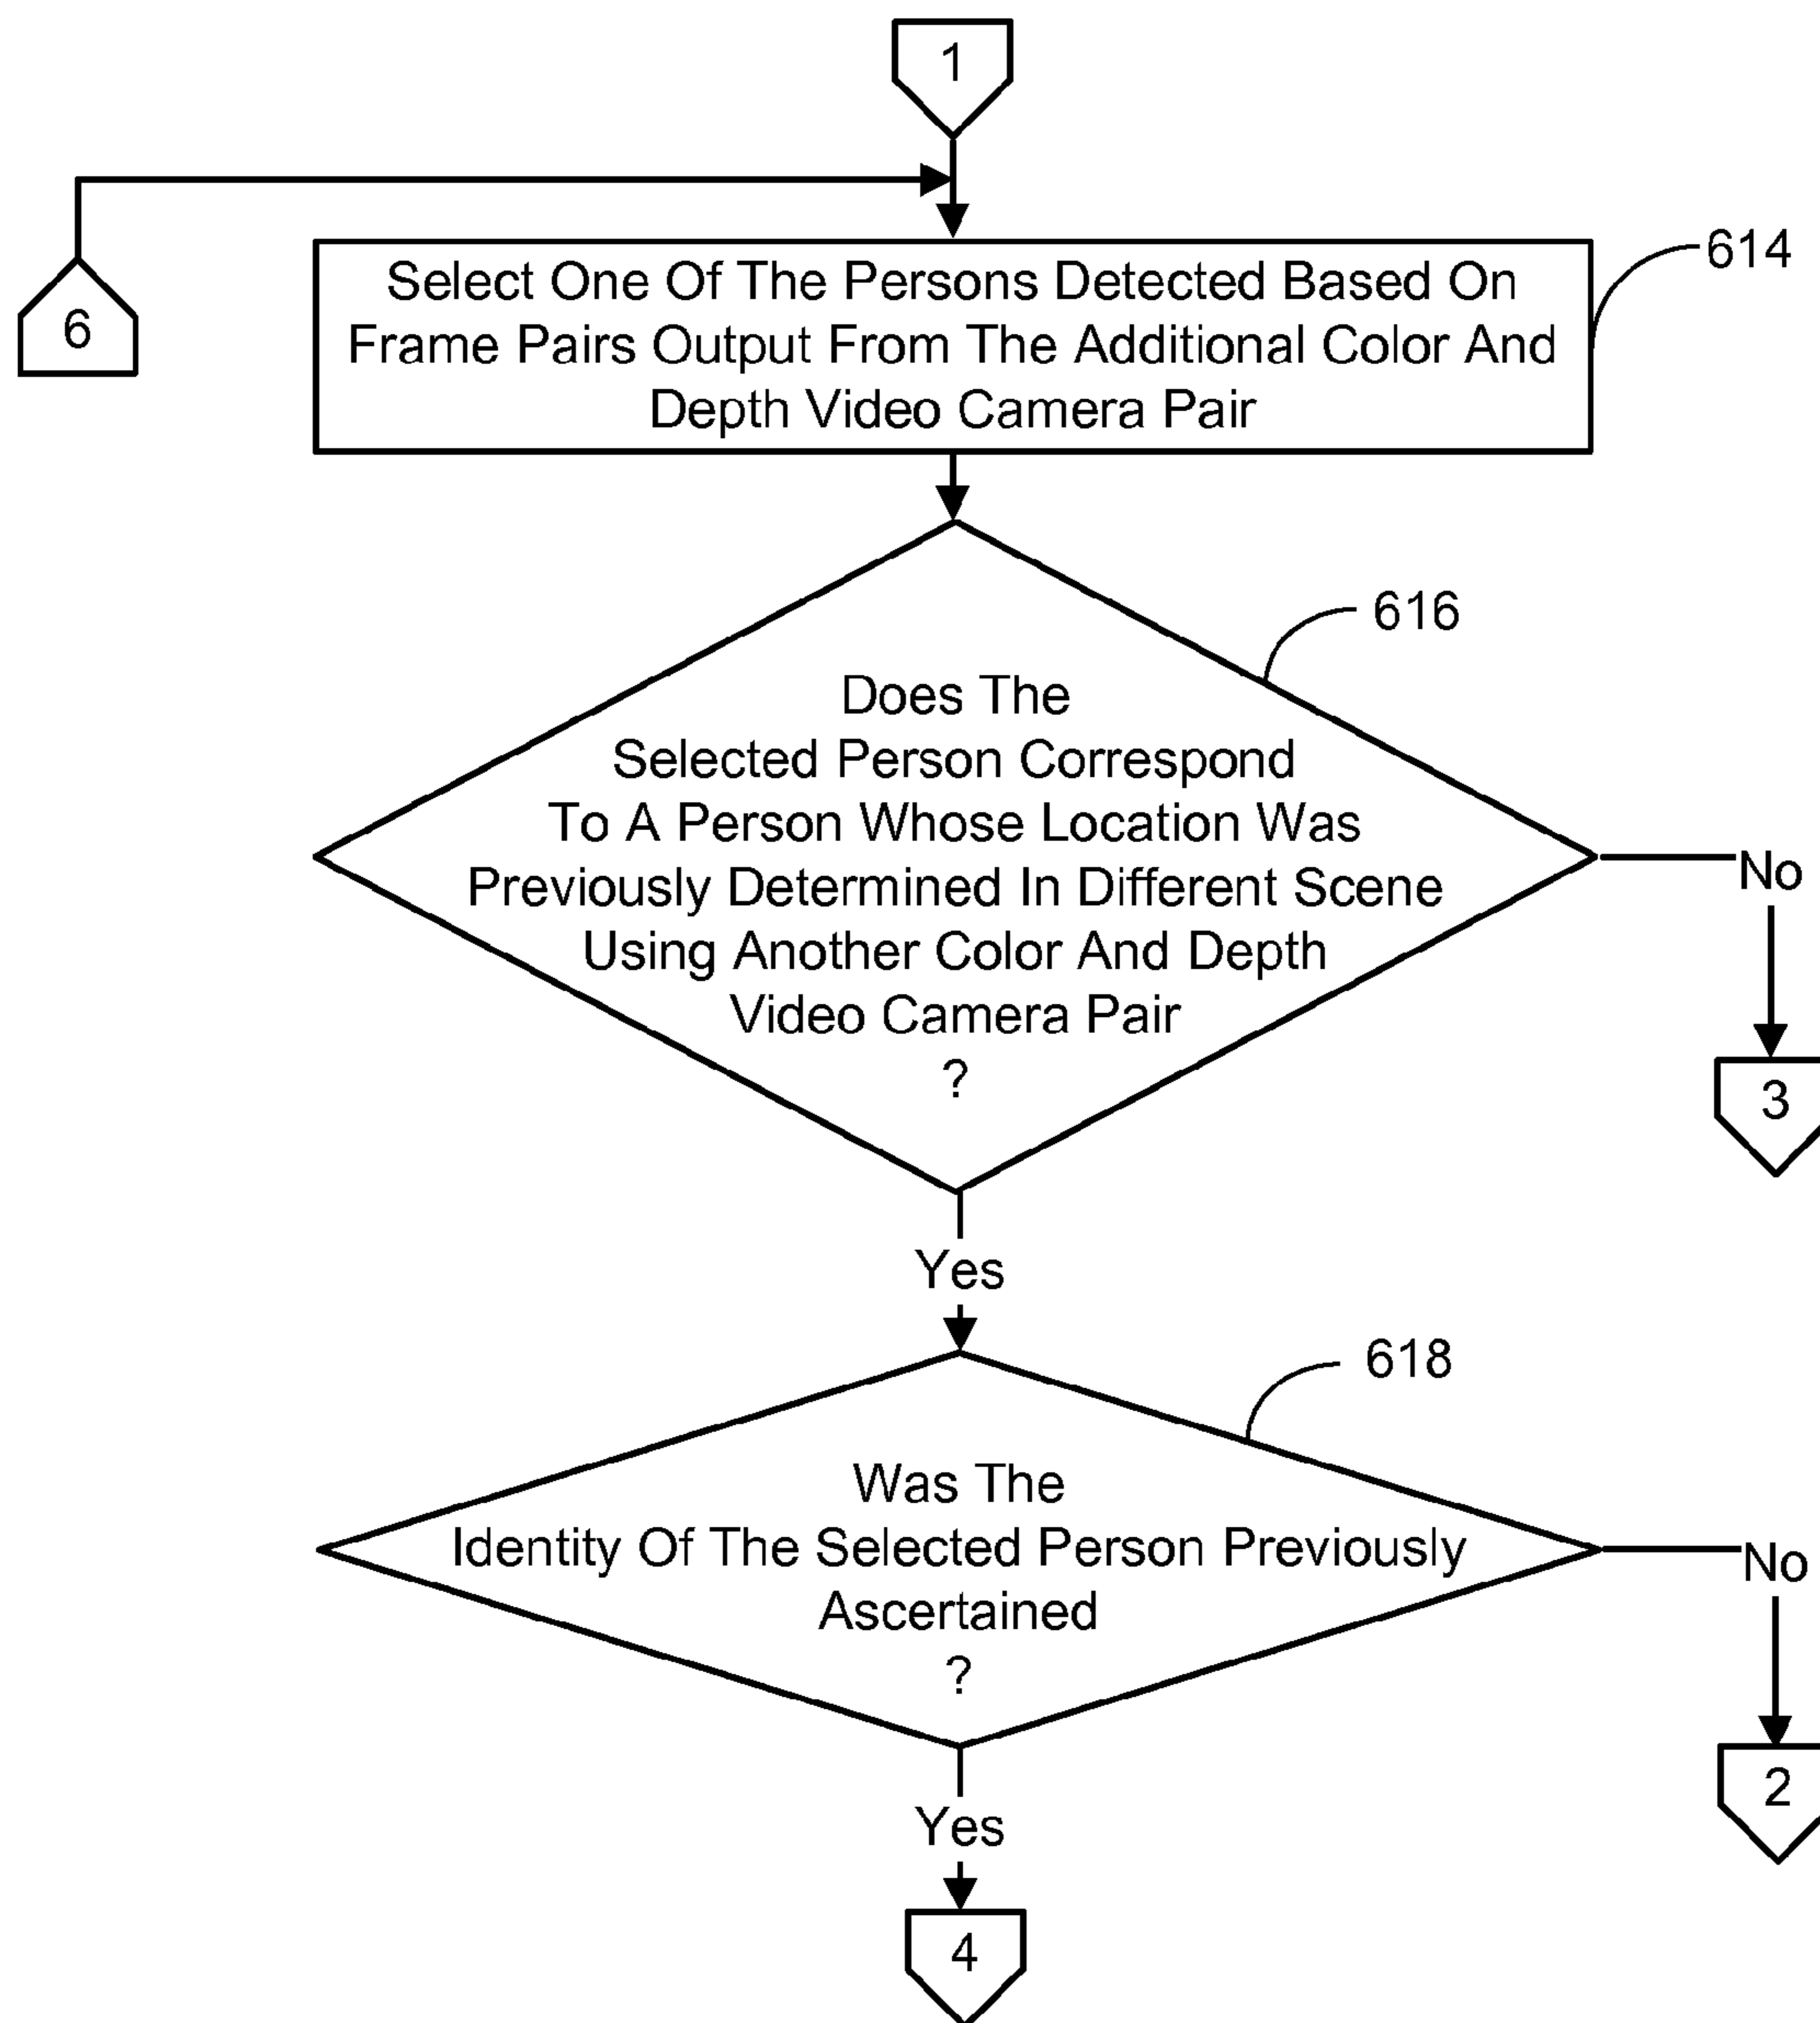 1
6
614
Select One Of The Persons Detected Based On
Frame Pairs Output From The Additional Color And
Depth Video Camera Pair
616
Does The
Selected Person Correspond
To A Person Whose Location Was
Previously Determined In Different Scene
Using Another Color And Depth
Video Camera Pair
?
No
3
Yes
618
Was The
Identity Of The Selected Person Previously
Ascertained
?
No
2
Yes
4